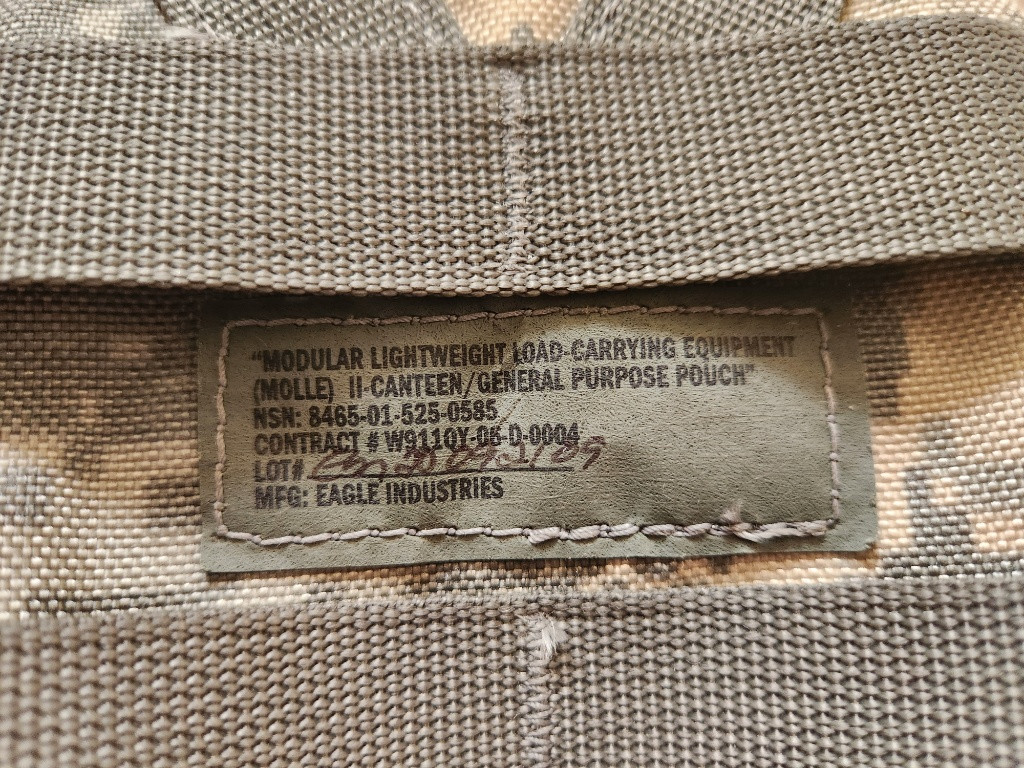 "MODULAR LIGHTWEIGHT LOAD-CARRYING EQUIPMENT
(MOLLE) II-CANTEEN/GENERAL PURPOSE POUCH"
NSN: 8465-01-525-0585
CONTRACT # W911QY-06-D-0004
LOT#
MFG: EAGLE INDUSTRIES